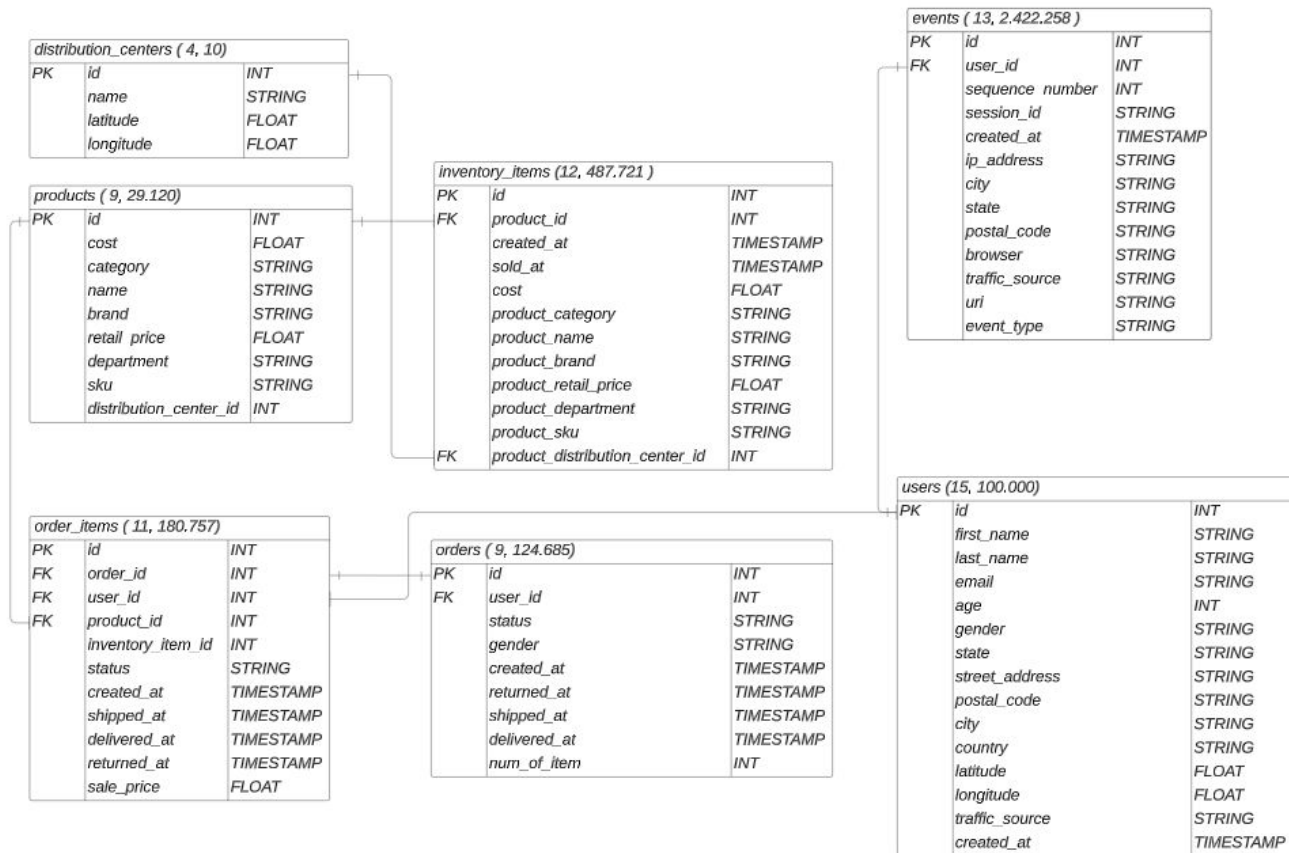 distribution_centers ( 4, 10)
PK id INT
name STRING
latitude FLOAT
longitude FLOAT
products ( 9, 29.120)
PK id INT
cost FLOAT
category STRING
name STRING
brand STRING
retail_price FLOAT
department STRING
sku STRING
distribution_center_id INT
inventory_items (12, 487.721 )
PK id INT
FK product_id INT
created_at TIMESTAMP
sold_at TIMESTAMP
cost FLOAT
product_category STRING
product_name STRING
product_brand STRING
product_retail_price FLOAT
product_department STRING
product_sku STRING
FK product_distribution_center_id INT
events ( 13, 2.422.258 )
PK id INT
FK user_id INT
sequence_number INT
session_id STRING
created_at TIMESTAMP
ip_address STRING
city STRING
state STRING
postal_code STRING
browser STRING
traffic_source STRING
uri STRING
event_type STRING
order_items ( 11, 180.757)
PK id INT
FK order_id INT
FK user_id INT
FK product_id INT
inventory_item_id INT
status STRING
created_at TIMESTAMP
shipped_at TIMESTAMP
delivered_at TIMESTAMP
returned_at TIMESTAMP
sale_price FLOAT
orders ( 9, 124.685)
PK id INT
FK user_id INT
status STRING
gender STRING
created_at TIMESTAMP
returned_at TIMESTAMP
shipped_at TIMESTAMP
delivered_at TIMESTAMP
num_of_item INT
users (15, 100.000)
PK id INT
first_name STRING
last_name STRING
email STRING
age INT
gender STRING
state STRING
street_address STRING
postal_code STRING
city STRING
country STRING
latitude FLOAT
longitude FLOAT
traffic_source STRING
created_at TIMESTAMP